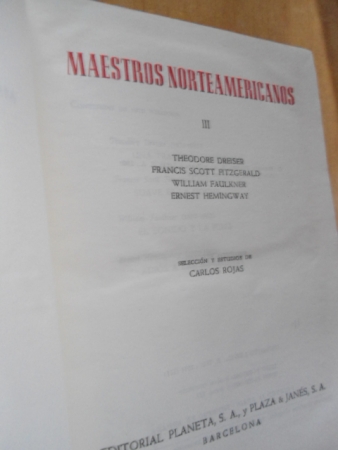 MAESTROS NORTEAMERICANOS
III
THEODORE DREISER
FRANCIS SCOTT FITZGERALD
WILLIAM FAULKNER
ERNEST HEMINGWAY
SELECCIÓN Y ESTUDIOS DE
CARLOS ROJAS
EDITORIAL PLANETA, S. A., y PLAZA & JANES, S. A.
BARCELONA